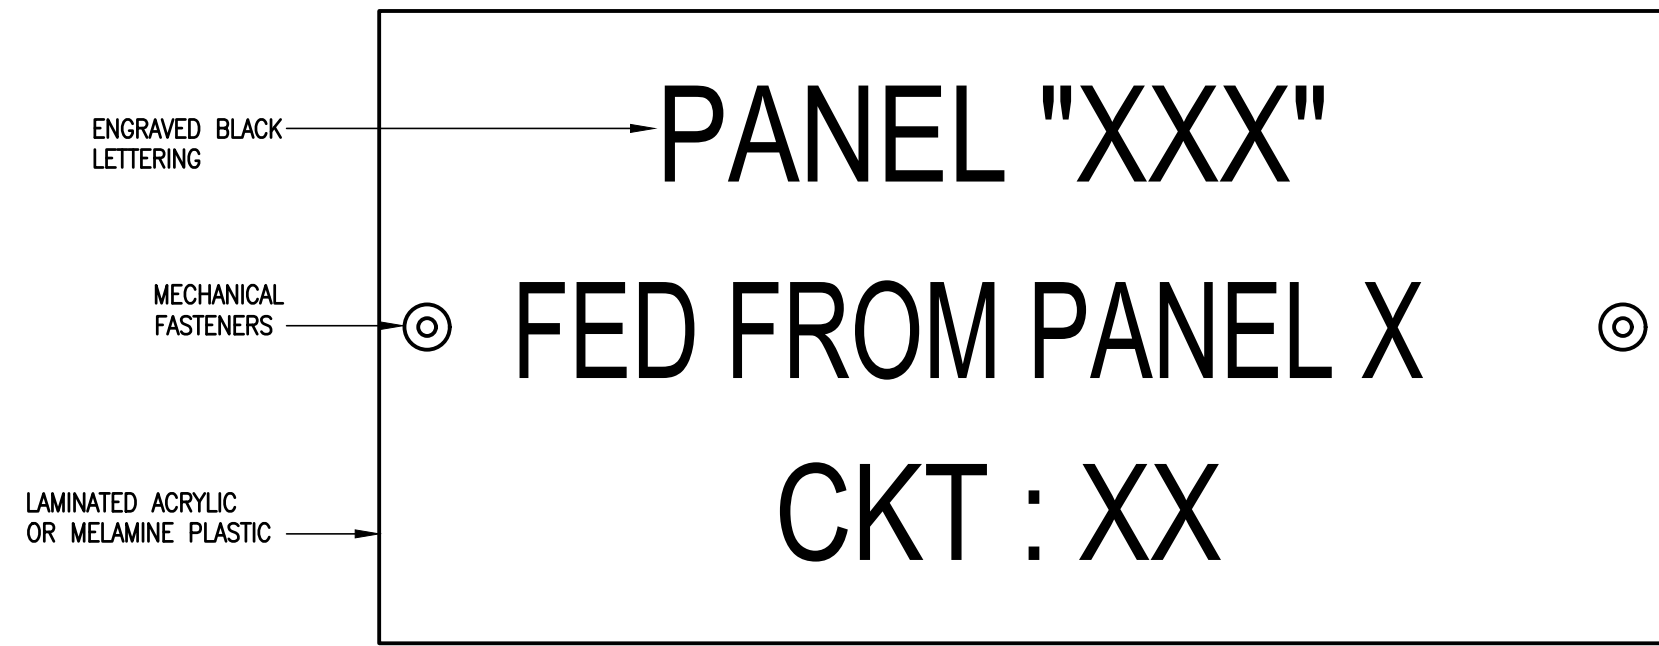 ENGRAVED BLACK
LETTERING
MECHANICAL
FASTENERS
LAMINATED ACRYLIC
OR MELAMINE PLASTIC
PANEL "XXX"
FED FROM PANEL X
CKT : XX